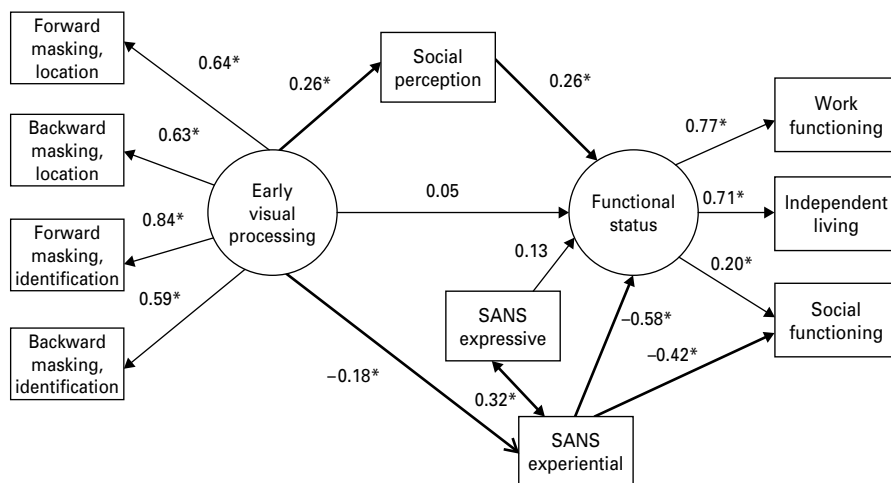 Forward
masking,
location
0.64*
Backward
masking,
location
0.63*
Forward
masking,
identification
0.84*
Backward
masking,
identification
0.59*
Early
visual
processing
0.26*
Social
perception
0.26*
0.05
Functional
status
0.13
SANS
expressive
–0.18*
0.32*
SANS
experiential
–0.58*
–0.42*
0.77*
Work
functioning
0.71*
Independent
living
0.20*
Social
functioning